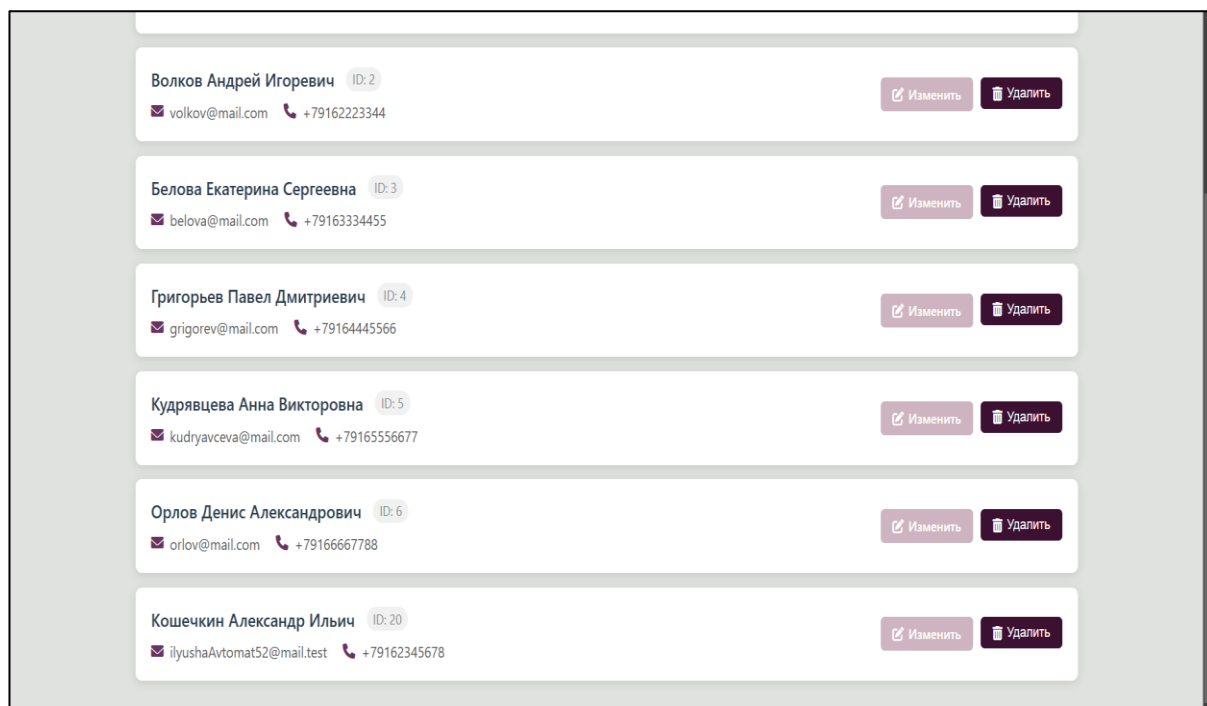 Волков Андрей Игоревич ID: 2
volkov@mail.com +79162223344
Изменить Удалить
Белова Екатерина Сергеевна ID: 3
belova@mail.com +79163334455
Изменить Удалить
Григорьев Павел Дмитриевич ID: 4
grigorev@mail.com +79164445566
Изменить Удалить
Кудрявцева Анна Викторовна ID: 5
kudryavceva@mail.com +79165556677
Изменить Удалить
Орлов Денис Александрович ID: 6
orlov@mail.com +79166667788
Изменить Удалить
Кошечкин Александр Ильич ID: 20
ilyushaAvtomat52@mail.test +79162345678
Изменить Удалить